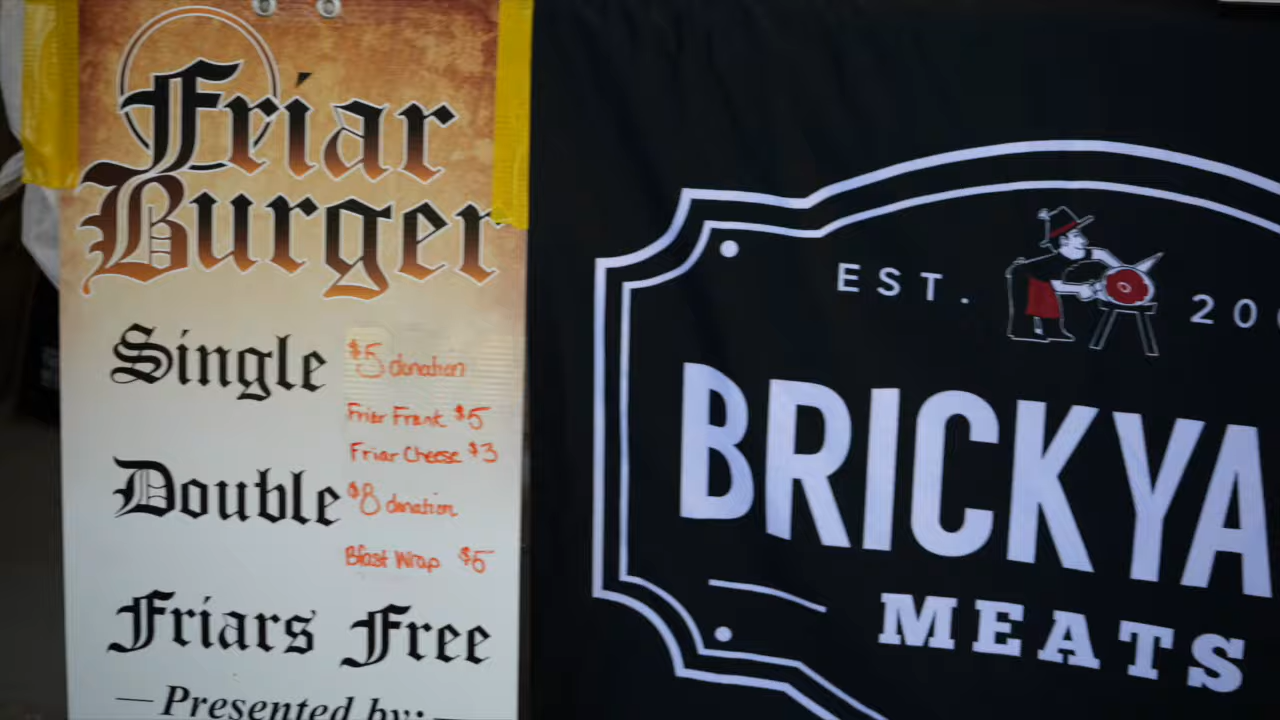 Friar
Burger
Single $5 donation
Friar Frank $5
Friar Cheese $3
Double $8 donation
Blast Wrap $5
Friars Free
— Presented by: —
EST. 200
BRICKYA
MEATS